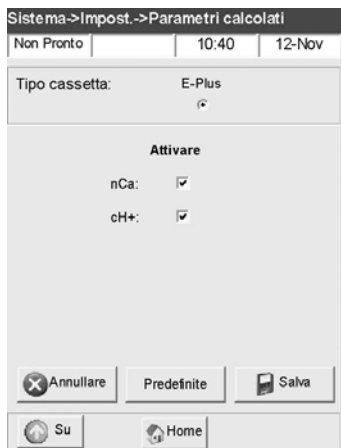 Sistema->Impost.->Parametri calcolati
Non Pronto 10:40 12-Nov
Tipo cassetta: E-Plus
Attivare
nCa:
cH+:
Annullare Predefinite Salva
Su Home